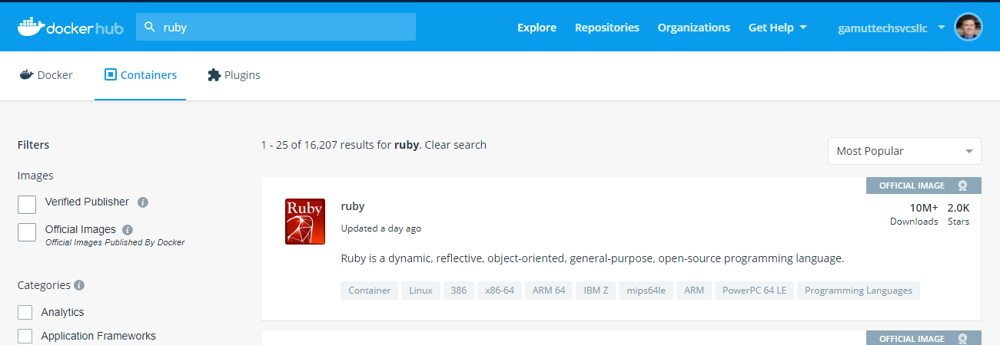 dockerhub
ruby
Explore Repositories Organizations Get Help gamuttechsvcsllc
Docker Containers Plugins
Filters
1 - 25 of 16,207 results for ruby. Clear search
Most Popular
Images
Verified Publisher
Official Images
Official Images Published By Docker
Categories
Analytics
Application Frameworks
OFFICIAL IMAGE
Ruby
ruby
Updated a day ago
10M+ 2.0K
Downloads Stars
Ruby is a dynamic, reflective, object-oriented, general-purpose, open-source programming language.
Container Linux 386 x86-64 ARM 64 IBM Z mips64le ARM PowerPC 64 LE Programming Languages
OFFICIAL IMAGE